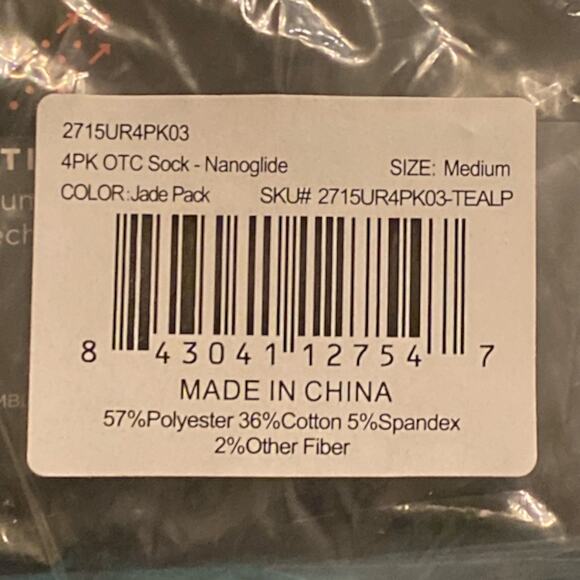 2715UR4PK03
4PK OTC Sock - Nanoglide SIZE: Medium
COLOR:Jade Pack SKU# 2715UR4PK03-TEALP
8 43041 12754 7
MADE IN CHINA
57%Polyester 36%Cotton 5%Spandex
2%Other Fiber